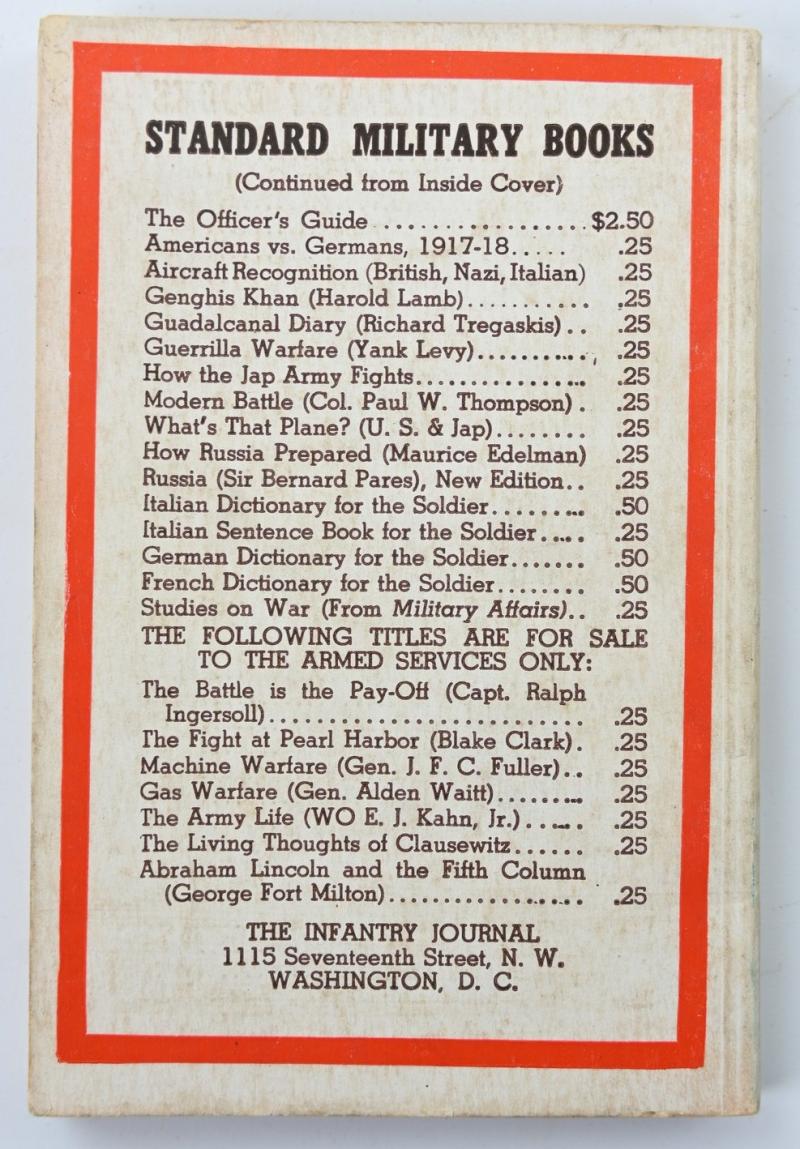 STANDARD MILITARY BOOKS
(Continued from Inside Cover)
The Officer's Guide .................. $2.50
Americans vs. Germans, 1917-18..... .25
Aircraft Recognition (British, Nazi, Italian) .25
Genghis Khan (Harold Lamb)........... .25
Guadalcanal Diary (Richard Tregaskis).. .25
Guerrilla Warfare (Yank Levy).......... .25
How the Jap Army Fights............... .25
Modern Battle (Col. Paul W. Thompson). .25
What's That Plane? (U. S. & Jap)........ .25
How Russia Prepared (Maurice Edelman) .25
Russia (Sir Bernard Pares), New Edition.. .25
Italian Dictionary for the Soldier........ .50
Italian Sentence Book for the Soldier.... .25
German Dictionary for the Soldier....... .50
French Dictionary for the Soldier........ .50
Studies on War (From Military Affairs).. .25
THE FOLLOWING TITLES ARE FOR SALE
TO THE ARMED SERVICES ONLY:
The Battle is the Pay-Off (Capt. Ralph
Ingersoll).......................... .25
The Fight at Pearl Harbor (Blake Clark). .25
Machine Warfare (Gen. J. F. C. Fuller).. .25
Gas Warfare (Gen. Alden Waitt)........ .25
The Army Life (WO E. J. Kahn, Jr.)..... .25
The Living Thoughts of Clausewitz...... .25
Abraham Lincoln and the Fifth Column
(George Fort Milton)................. .25
THE INFANTRY JOURNAL
1115 Seventeenth Street, N. W.
WASHINGTON, D. C.